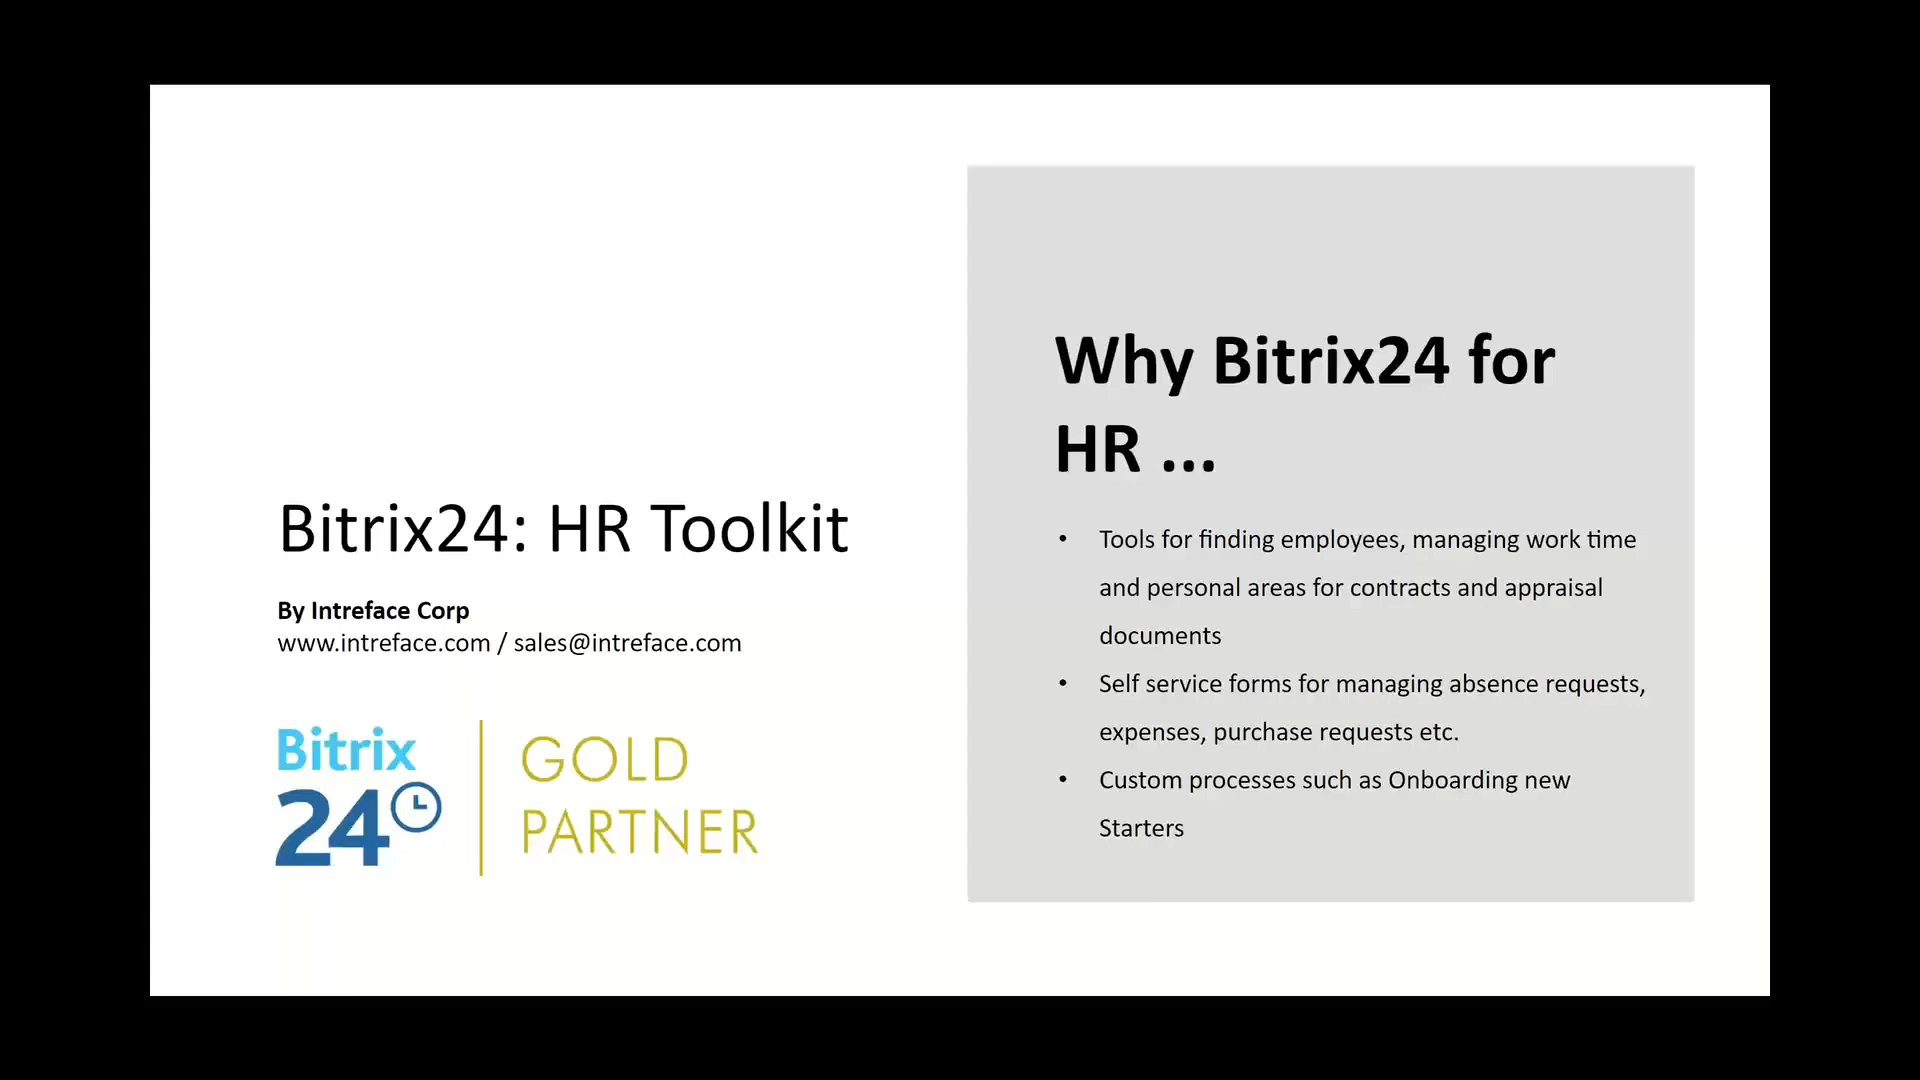 Bitrix24: HR Toolkit
By Intreface Corp
www.intreface.com / sales@intreface.com
Bitrix
24
GOLD
PARTNER
Why Bitrix24 for
HR ...
• Tools for finding employees, managing work time
and personal areas for contracts and appraisal
documents
• Self service forms for managing absence requests,
expenses, purchase requests etc.
• Custom processes such as Onboarding new
Starters